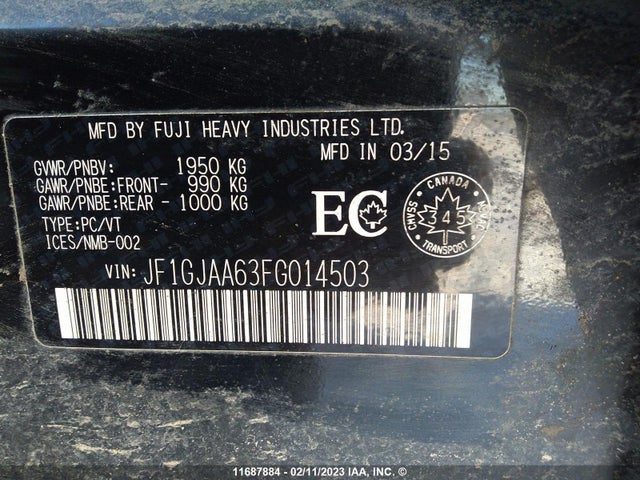 MFD BY FUJI HEAVY INDUSTRIES LTD.
GVWR/PNBV: 1950 KG MFD IN 03/15
GAWR/PNBE:FRONT- 990 KG
GAWR/PNBE:REAR - 1000 KG
TYPE:PC/VT
ICES/NMB-002
EC
CANADA
345
TRANSPORT
VIN: JF1GJAA63FG014503
11687884 - 02/11/2023 IAA, INC. ©